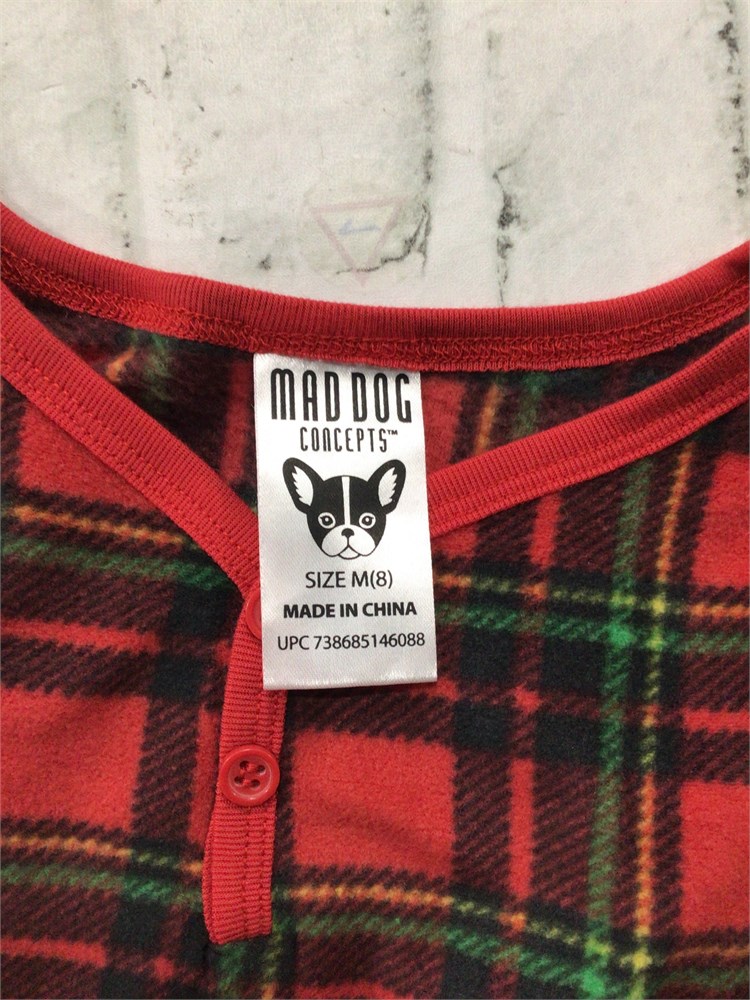 MAD DOG
CONCEPTS™
SIZE M(8)
MADE IN CHINA
UPC 738685146088